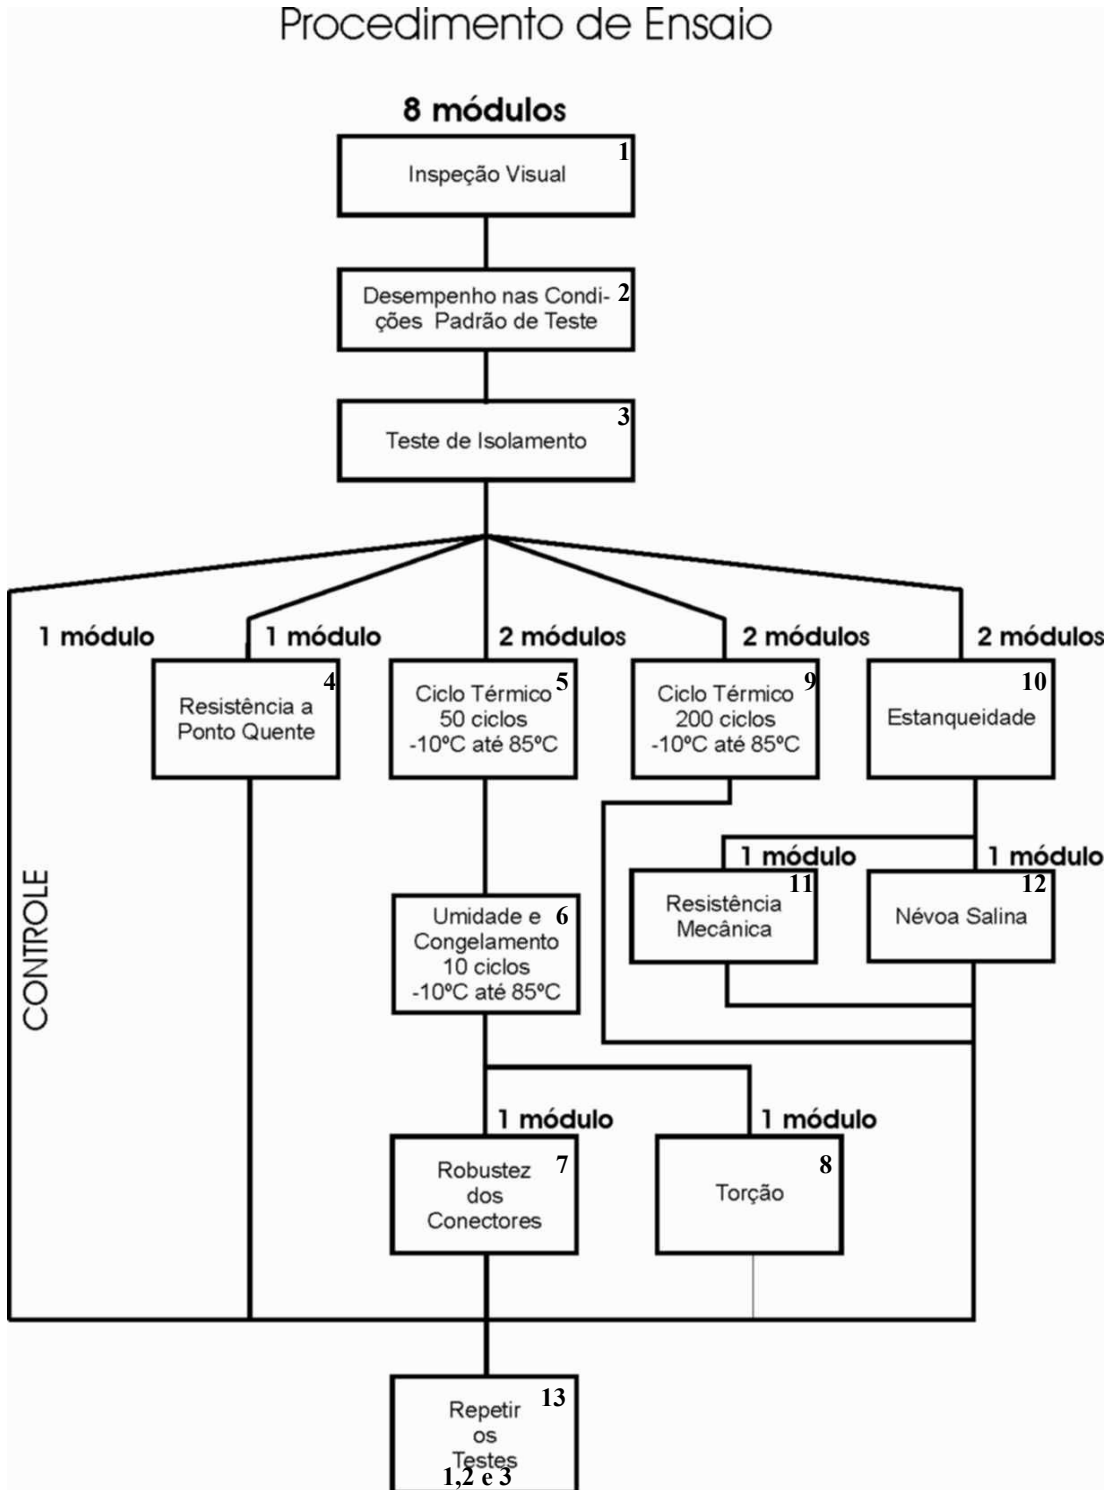 Procedimento de Ensaio
8 módulos
1
Inspeção Visual
Desempenho nas Condi- 2
ções Padrão de Teste
3
Teste de Isolamento
1 módulo
1 módulo
2 módulos
2 módulos
2 módulos
4
Resistência a
Ponto Quente
Ciclo Térmico 5
50 ciclos
-10ºC até 85ºC
Ciclo Térmico 9
200 ciclos
-10ºC até 85ºC
10
Estanqueidade
1 módulo
1 módulo
11
Resistência
Mecânica
12
Névoa Salina
CONTROLE
Umidade e 6
Congelamento
10 ciclos
-10ºC até 85ºC
1 módulo
1 módulo
Robustez 7
dos
Conectores
8
Torção
13
Repetir
os
Testes
1,2 e 3